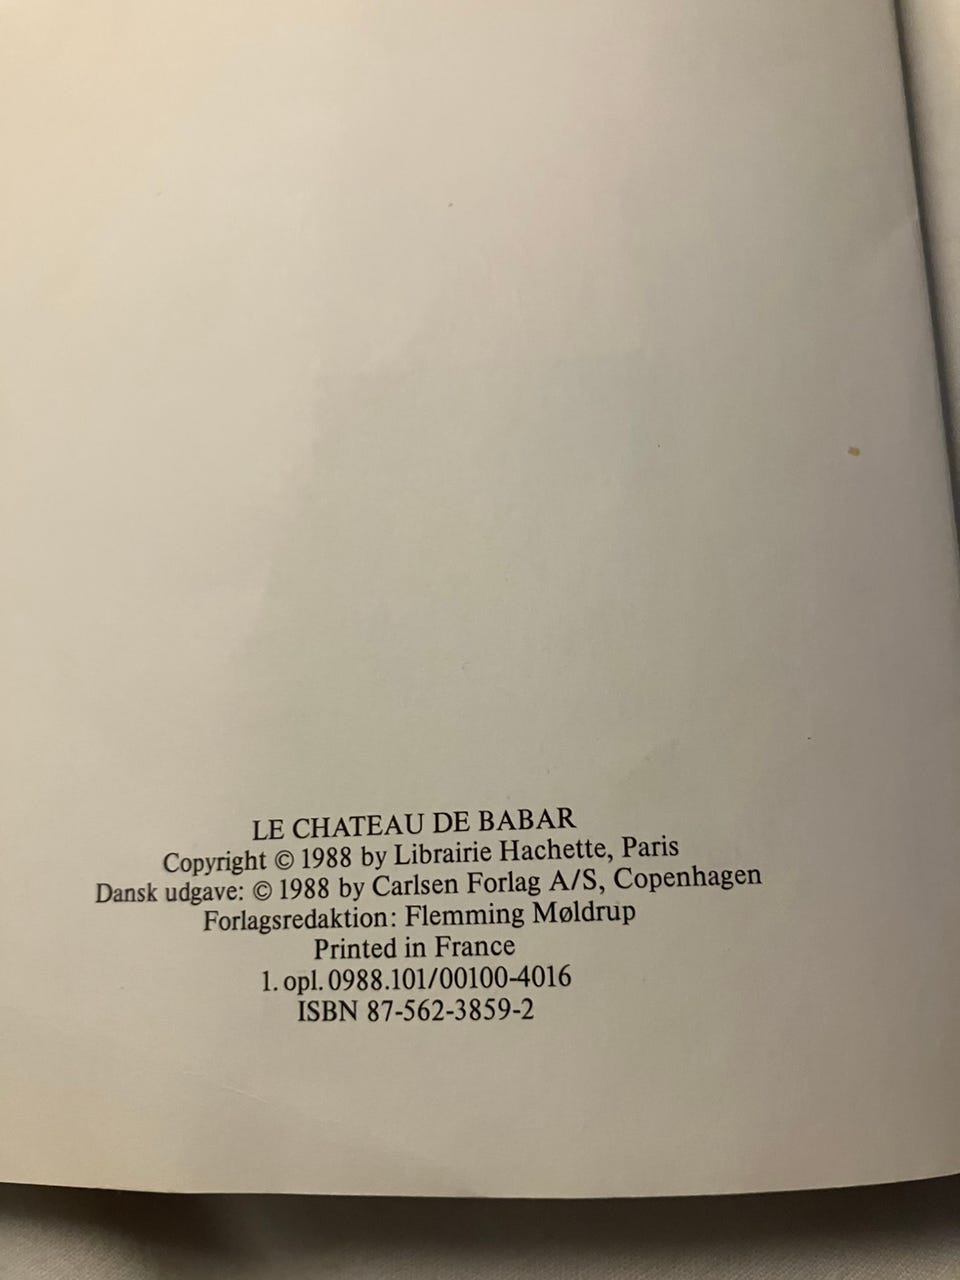 LE CHATEAU DE BABAR
Copyright © 1988 by Librairie Hachette, Paris
Dansk udgave: © 1988 by Carlsen Forlag A/S, Copenhagen
Forlagsredaktion: Flemming Møldrup
Printed in France
1. opl. 0988.101/00100-4016
ISBN 87-562-3859-2